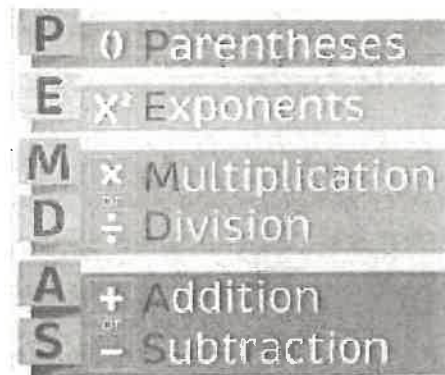 P () Parentheses
E X² Exponents
M × Multiplication
or
D ÷ Division
A + Addition
or
S − Subtraction